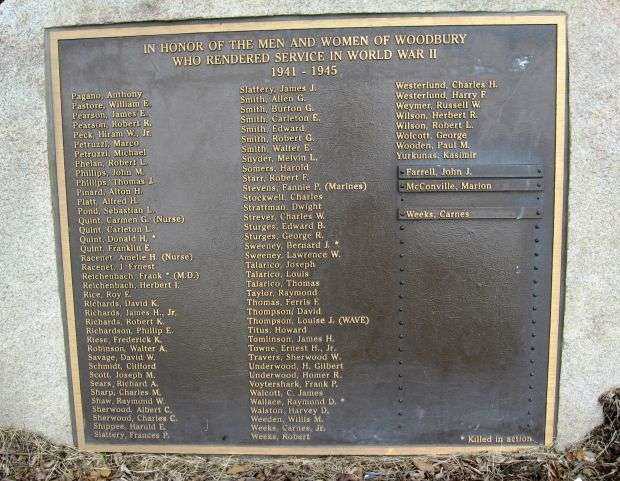 IN HONOR OF THE MEN AND WOMEN OF WOODBURY
WHO RENDERED SERVICE IN WORLD WAR II
1941 - 1945
Pagano, Anthony
Pastore, William E.
Pearson, James E.
Pearson, Robert K.
Peck, Hiram W., Jr.
Petruzzi, Marco
Petruzzi, Michael
Phelan, Robert L.
Phillips, John M.
Phillips, Thomas J.
Pinard, Alton H.
Platt, Alfred H.
Pond, Sebastian L.
Quint, Carmen G. (Nurse)
Quint, Carleton L.
Quint, Donald H. *
Quint, Franklin E.
Racenet, Amelie H. (Nurse)
Racenet, J. Ernest
Reichenbach, Frank * (M.D.)
Reichenbach, Herbert I.
Rice, Roy E.
Richards, David K.
Richards, James H., Jr.
Richards, Robert K.
Richardson, Phillip E.
Riese, Frederick K.
Robinson, Walter A.
Savage, David W.
Schmidt, Clifford
Scott, Joseph M.
Sears, Richard A.
Sharp, Charles M.
Shaw, Raymond W.
Sherwood, Albert C.
Sherwood, Charles C.
Shippee, Harold E.
Slattery, Frances P.
Slattery, James J.
Smith, Allen G.
Smith, Burton G.
Smith, Carleton E.
Smith, Edward
Smith, Robert G.
Smith, Walter E.
Snyder, Melvin L.
Somers, Harold
Starr, Robert F.
Stevens, Fannie P. (Marines)
Stockwell, Charles
Strattman, Dwight
Strever, Charles W.
Sturges, Edward B.
Sturges, George R.
Sweeney, Bernard J. *
Sweeney, Lawrence W.
Talarico, Joseph
Talarico, Louis
Talarico, Thomas
Taylor, Raymond
Thomas, Ferris F.
Thompson, David
Thompson, Louise J. (WAVE)
Titus, Howard
Tomlinson, James H.
Towne, Ernest H., Jr.
Travers, Sherwood W.
Underwood, H. Gilbert
Underwood, Homer R.
Voytershark, Frank P.
Walcott, C. James
Wallace, Raymond D. *
Walston, Harvey D.
Weeden, Willis M.
Weeks, Carnes, Jr.
Weeks, Robert
Westerlund, Charles H.
Westerlund, Harry F.
Weymer, Russell W.
Wilson, Herbert R.
Wilson, Robert L.
Wolcott, George
Wooden, Paul M.
Yurkunas, Kasimir
Farrell, John J.
McConville, Marion
Weeks, Carnes
* Killed in action